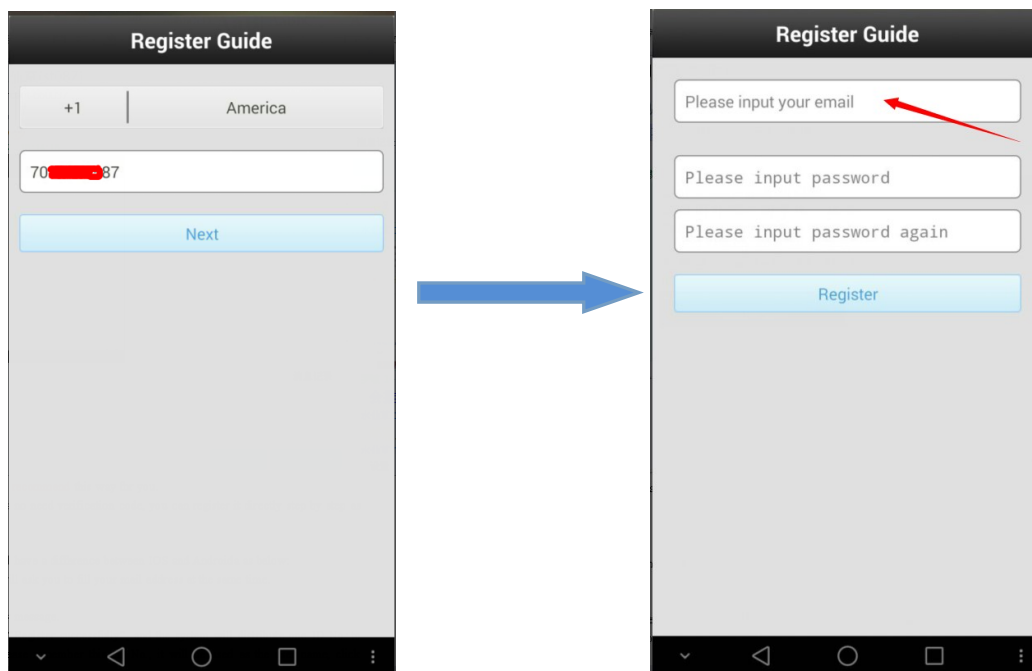 Register Guide
+1 America
70 87
Next
Register Guide
Please input your email
Please input password
Please input password again
Register